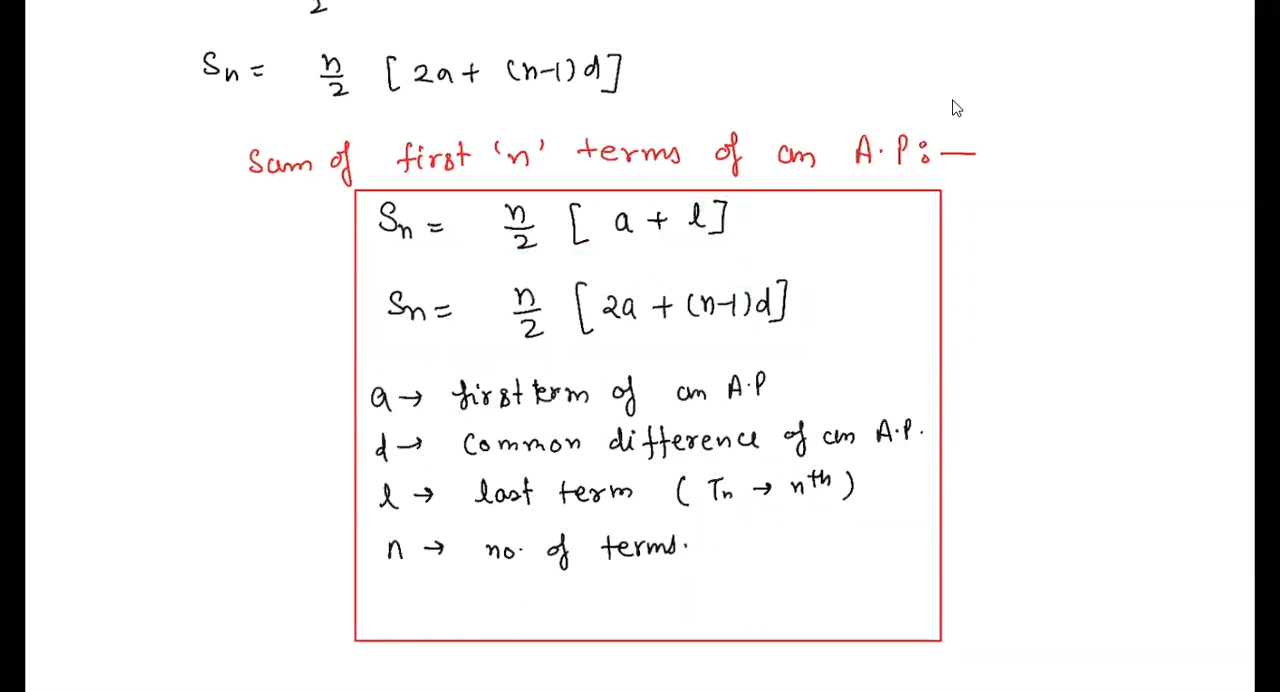 2
Sn = n/2 [2a + (n-1)d]
Sum of first 'n' terms of an A.P:—
Sn = n/2 [a + l]
Sn = n/2 [2a + (n-1)d]
a → first term of an A.P
d → Common difference of an A.P.
l → last term (Tn → nth)
n → no. of terms.